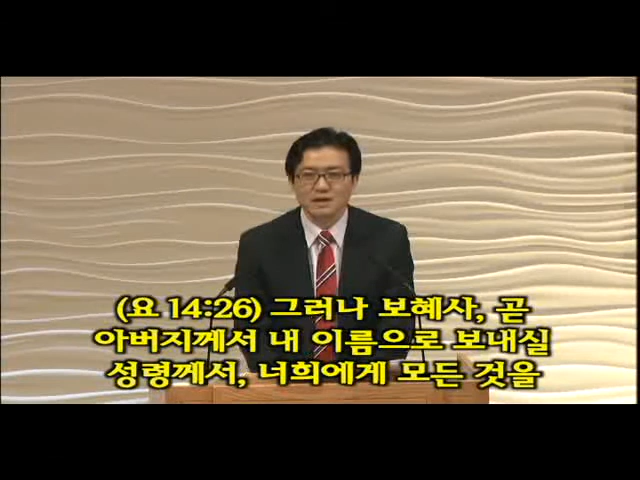 (요 14:26) 그러나 보혜사, 곧
아버지께서 내 이름으로 보내실
성령께서, 너희에게 모든 것을